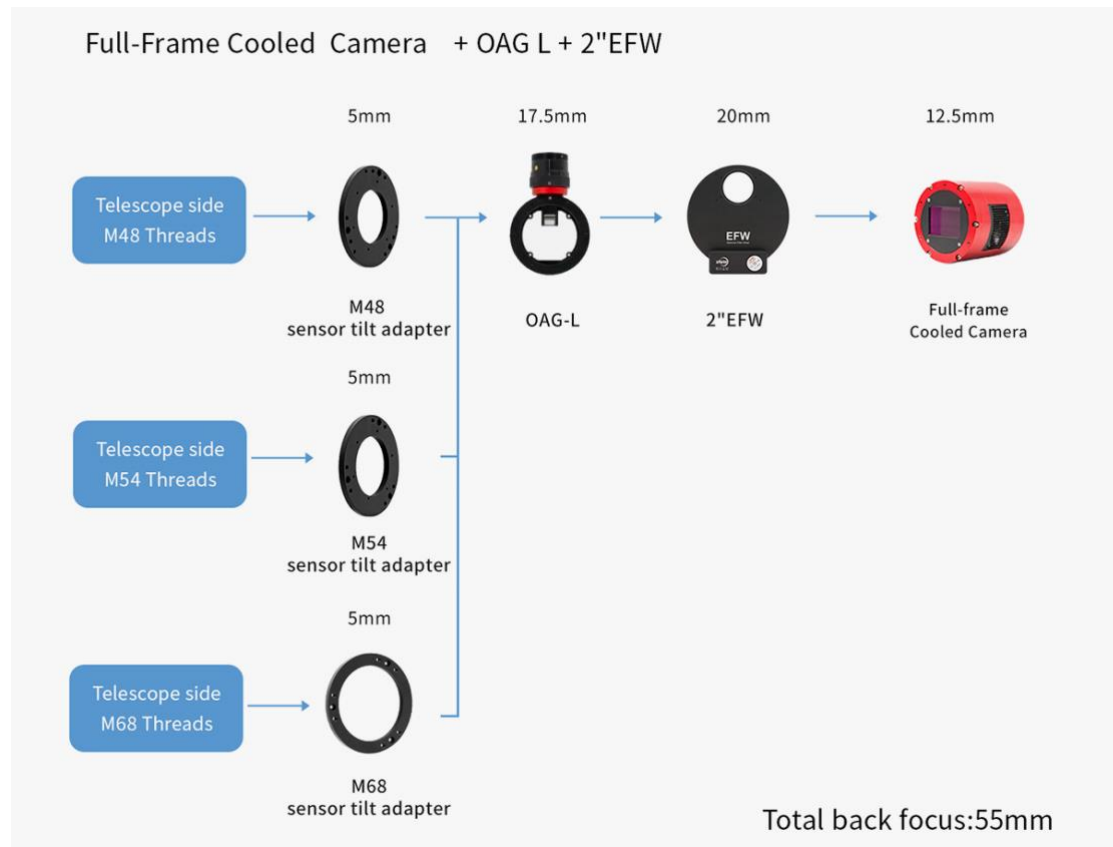 Full-Frame Cooled Camera + OAG L + 2"EFW
5mm
17.5mm
20mm
12.5mm
Telescope side
M48 Threads
EFW
M48
sensor tilt adapter
OAG-L
2"EFW
Full-frame
Cooled Camera
5mm
Telescope side
M54 Threads
M54
sensor tilt adapter
5mm
Telescope side
M68 Threads
M68
sensor tilt adapter
Total back focus:55mm